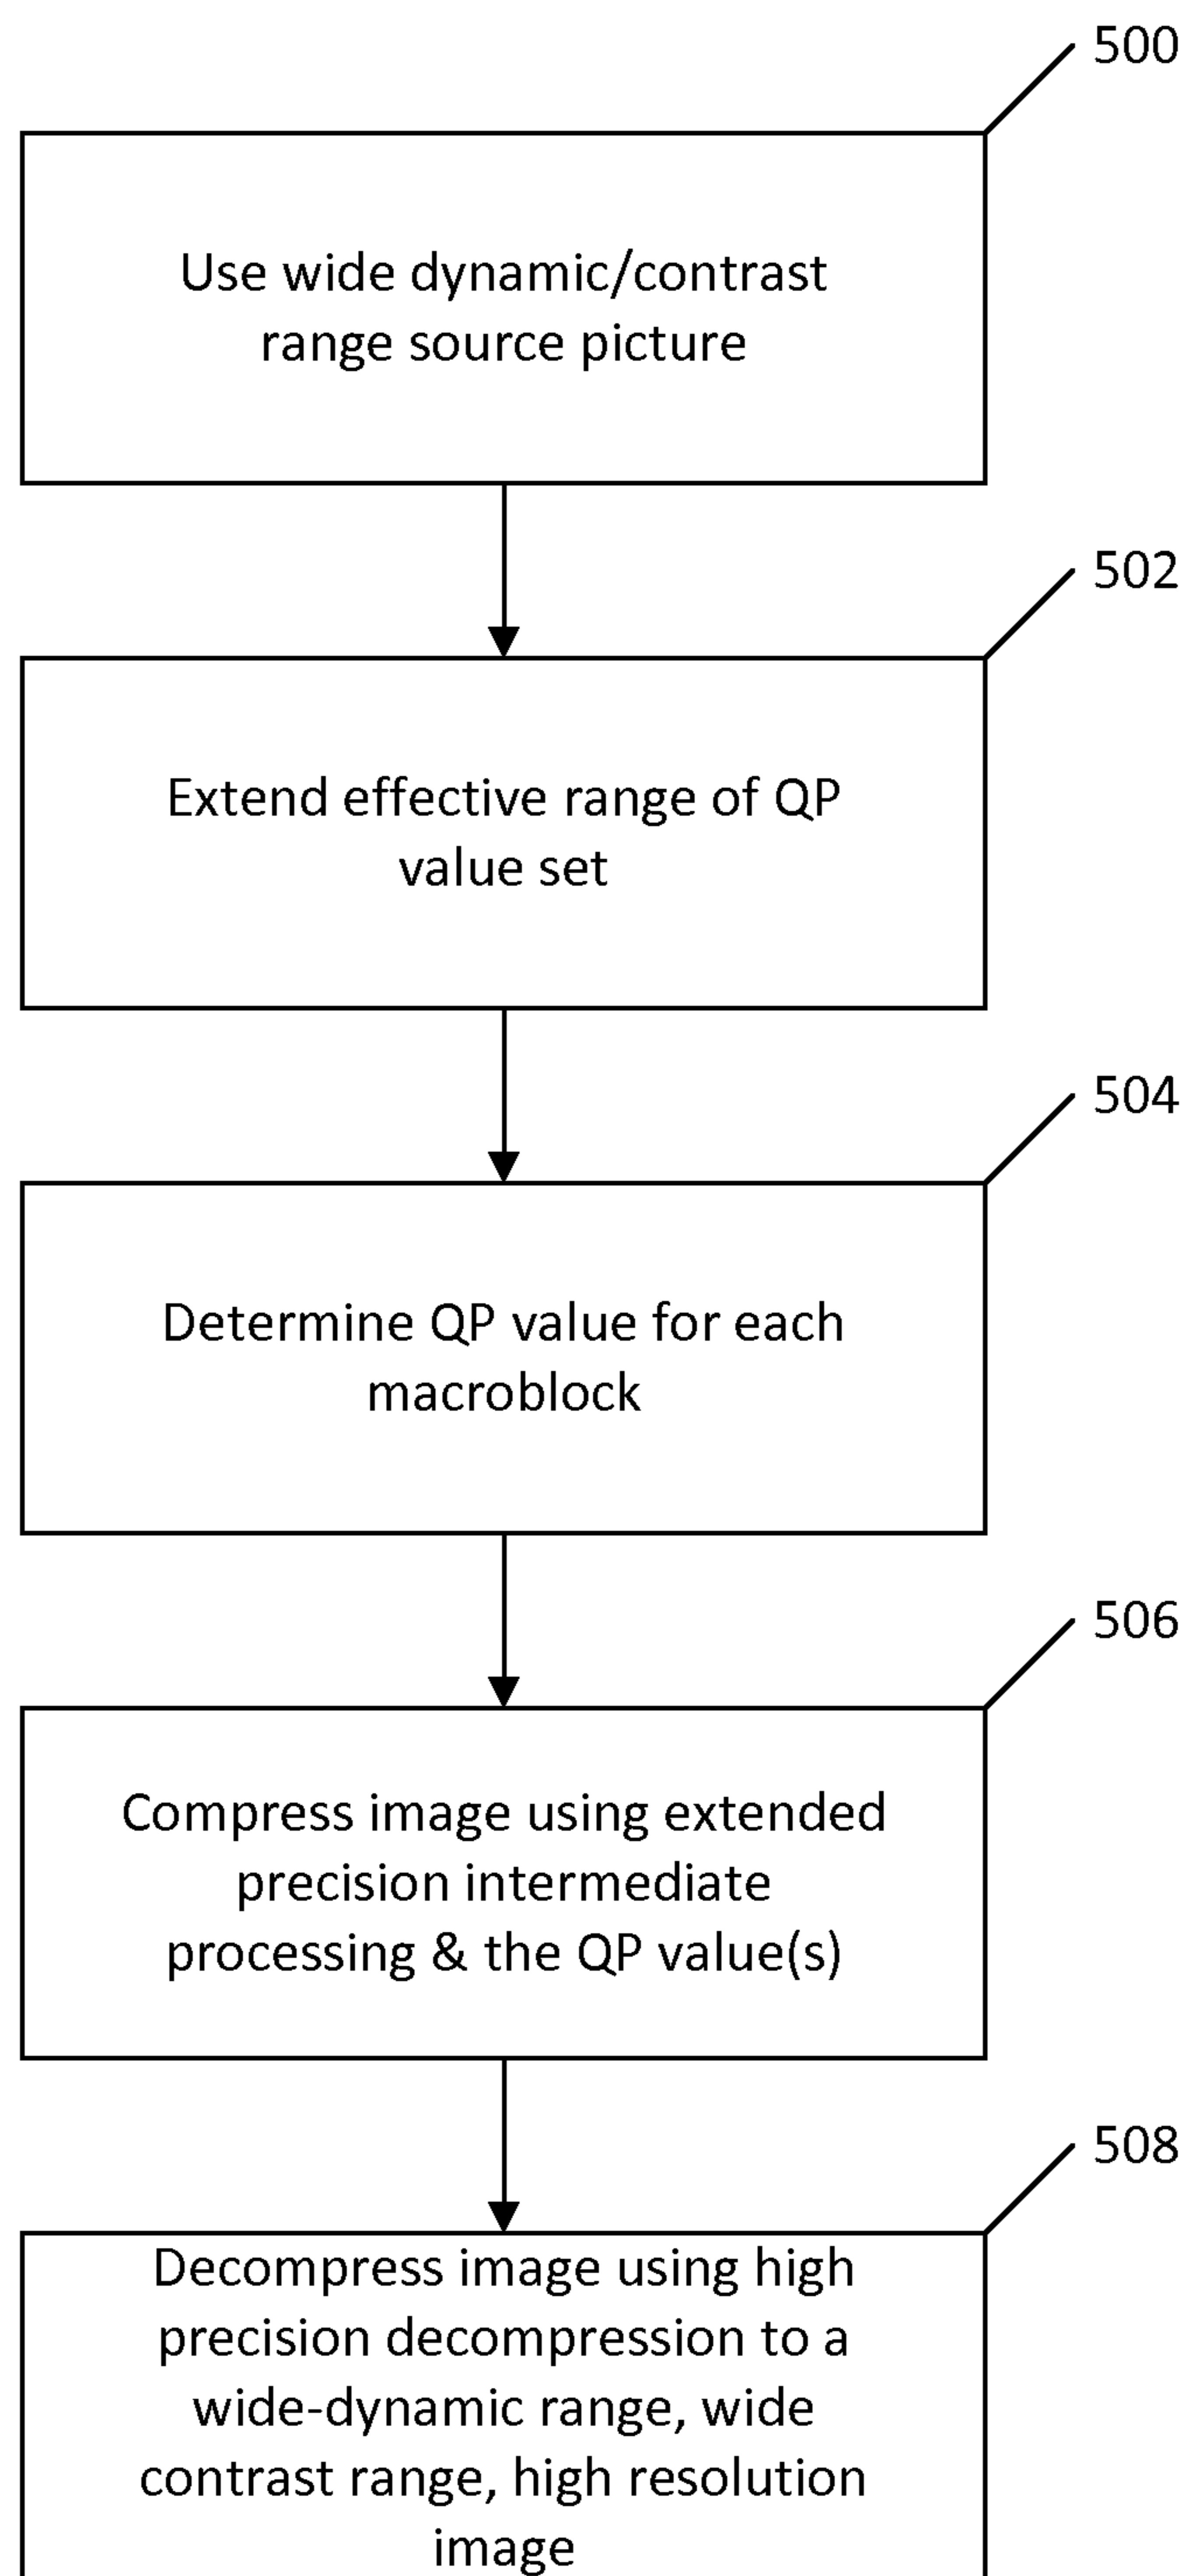 500
Use wide dynamic/contrast
range source picture
502
Extend effective range of QP
value set
504
Determine QP value for each
macroblock
506
Compress image using extended
precision intermediate
processing & the QP value(s)
508
Decompress image using high
precision decompression to a
wide-dynamic range, wide
contrast range, high resolution
image